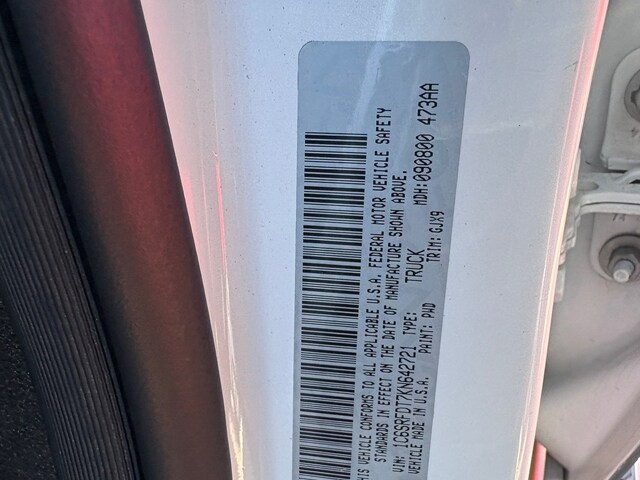 THIS VEHICLE CONFORMS TO ALL APPLICABLE U.S.A. FEDERAL MOTOR VEHICLE SAFETY
STANDARDS IN EFFECT ON THE DATE OF MANUFACTURE SHOWN ABOVE.
VIN: 1C6SRFDT7KN642721 TYPE: TRUCK MDH:090800 473AA
VEHICLE MADE IN U.S.A. PAINT: PWD TRIM: GJX9